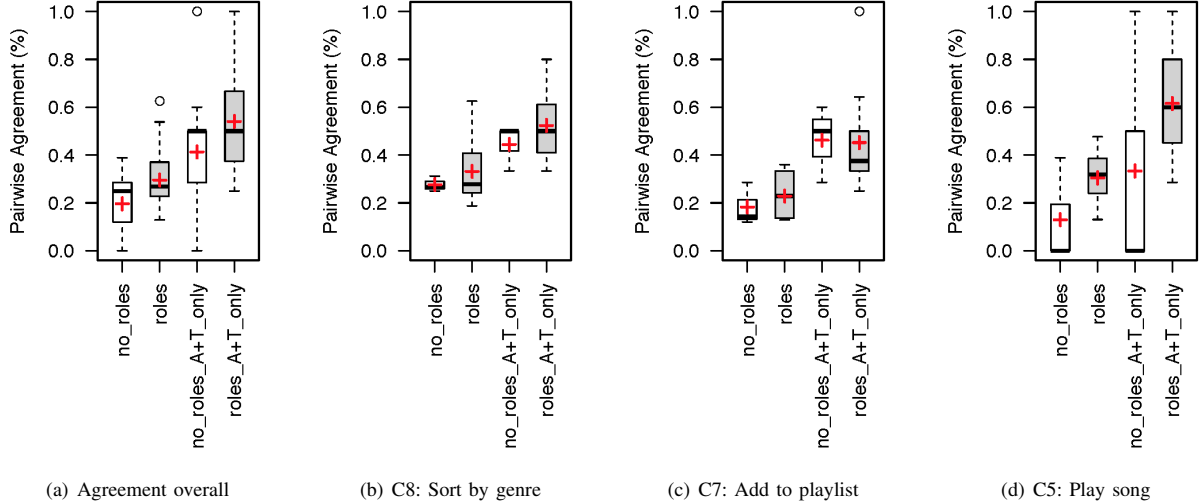 Pairwise Agreement (%)
1.0
0.8
0.6
0.4
0.2
0.0
no_roles
roles
no_roles_A+T_only
roles_A+T_only
(a) Agreement overall
Pairwise Agreement (%)
1.0
0.8
0.6
0.4
0.2
0.0
no_roles
roles
no_roles_A+T_only
roles_A+T_only
(b) C8: Sort by genre
Pairwise Agreement (%)
1.0
0.8
0.6
0.4
0.2
0.0
no_roles
roles
no_roles_A+T_only
roles_A+T_only
(c) C7: Add to playlist
Pairwise Agreement (%)
1.0
0.8
0.6
0.4
0.2
0.0
no_roles
roles
no_roles_A+T_only
roles_A+T_only
(d) C5: Play song